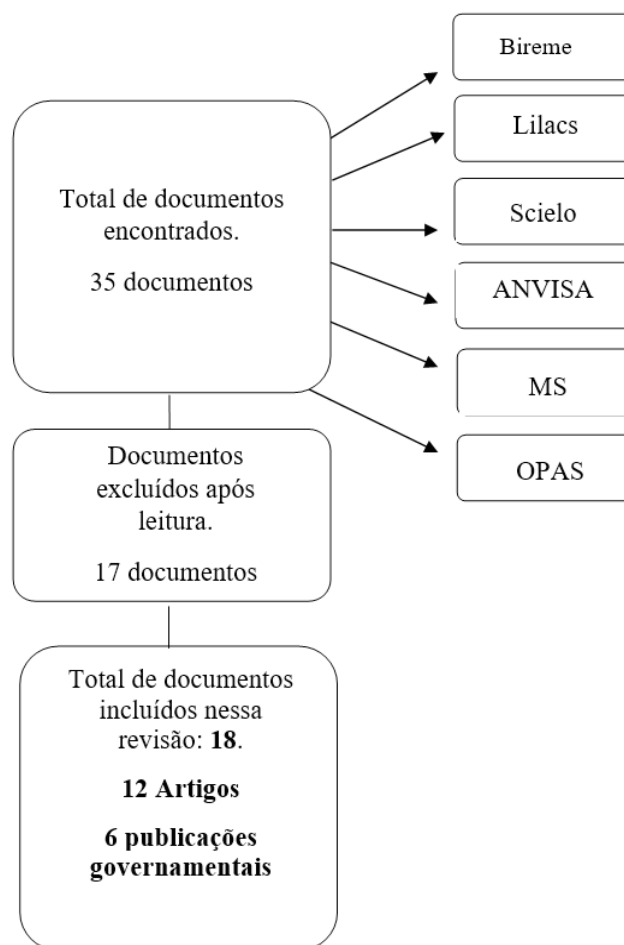 Total de documentos
encontrados.
35 documentos
Bireme
Lilacs
Scielo
ANVISA
MS
OPAS
Documentos
excluídos após
leitura.
17 documentos
Total de documentos
incluídos nessa
revisão: 18.
12 Artigos
6 publicações
governamentais